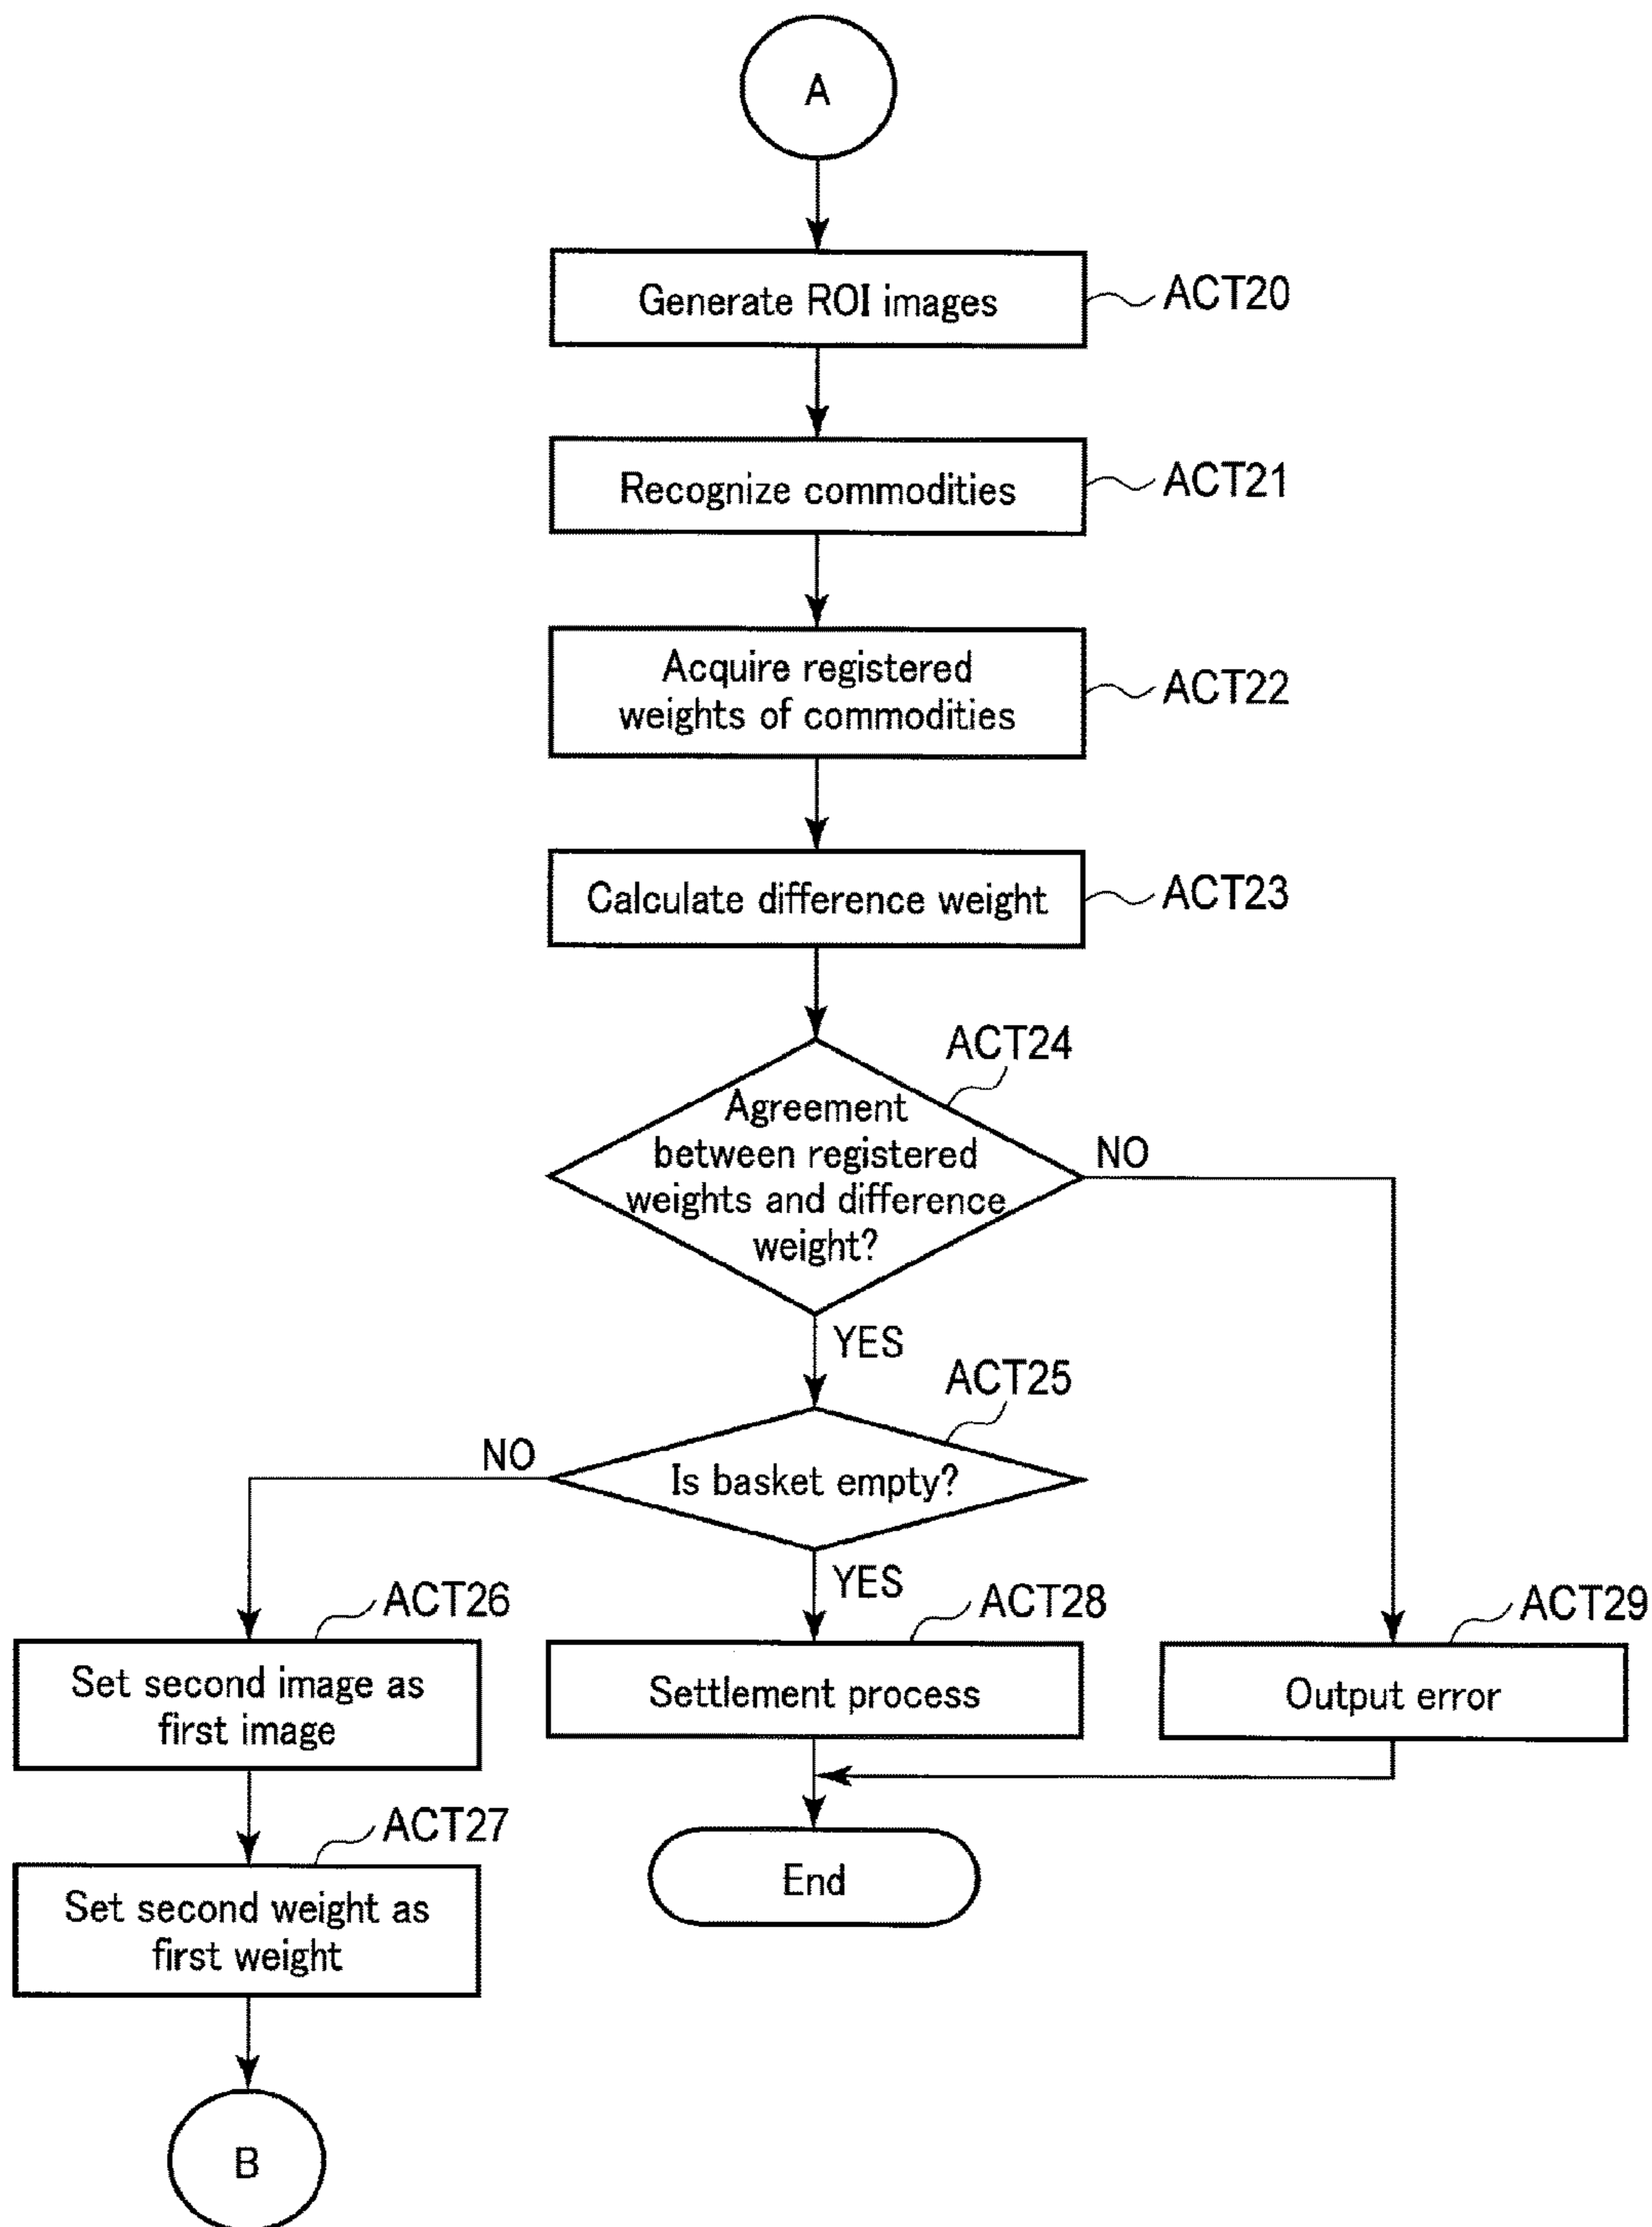 A
Generate ROI images
ACT20
Recognize commodities
ACT21
Acquire registered
weights of commodities
ACT22
Calculate difference weight
ACT23
ACT24
Agreement
between registered
weights and difference
weight?
NO
YES
ACT25
NO
Is basket empty?
YES
ACT26
Set second image as
first image
ACT28
Settlement process
ACT29
Output error
ACT27
Set second weight as
first weight
End
B